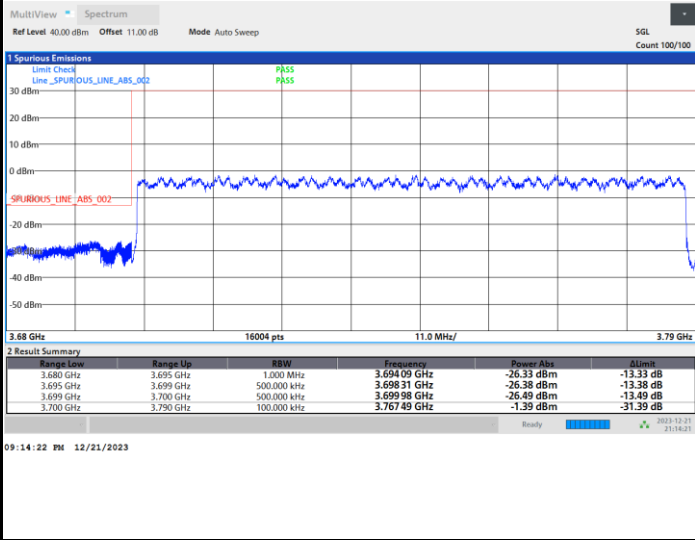 MultiView Spectrum
Ref Level 40.00 dBm Offset 11.00 dB Mode Auto Sweep SGL
Count 100/100
1 Spurious Emissions
Limit Check PASS
Line _SPURIOUS_LINE_ABS_002 PASS
30 dBm
20 dBm
10 dBm
0 dBm
_SPURIOUS_LINE_ABS_002
-20 dBm
-40 dBm
-50 dBm
3.68 GHz 16004 pts 11.0 MHz/ 3.79 GHz
2 Result Summary
Range Low Range Up RBW Frequency Power Abs ΔLimit
3.680 GHz 3.695 GHz 1.000 MHz 3.694 09 GHz -26.33 dBm -13.33 dB
3.695 GHz 3.699 GHz 500.000 kHz 3.698 31 GHz -26.38 dBm -13.38 dB
3.699 GHz 3.700 GHz 500.000 kHz 3.699 98 GHz -26.49 dBm -13.49 dB
3.700 GHz 3.790 GHz 100.000 kHz 3.767 49 GHz -1.39 dBm -31.39 dB
Ready 2023-12-21
21:14:21
09:14:22 PM 12/21/2023